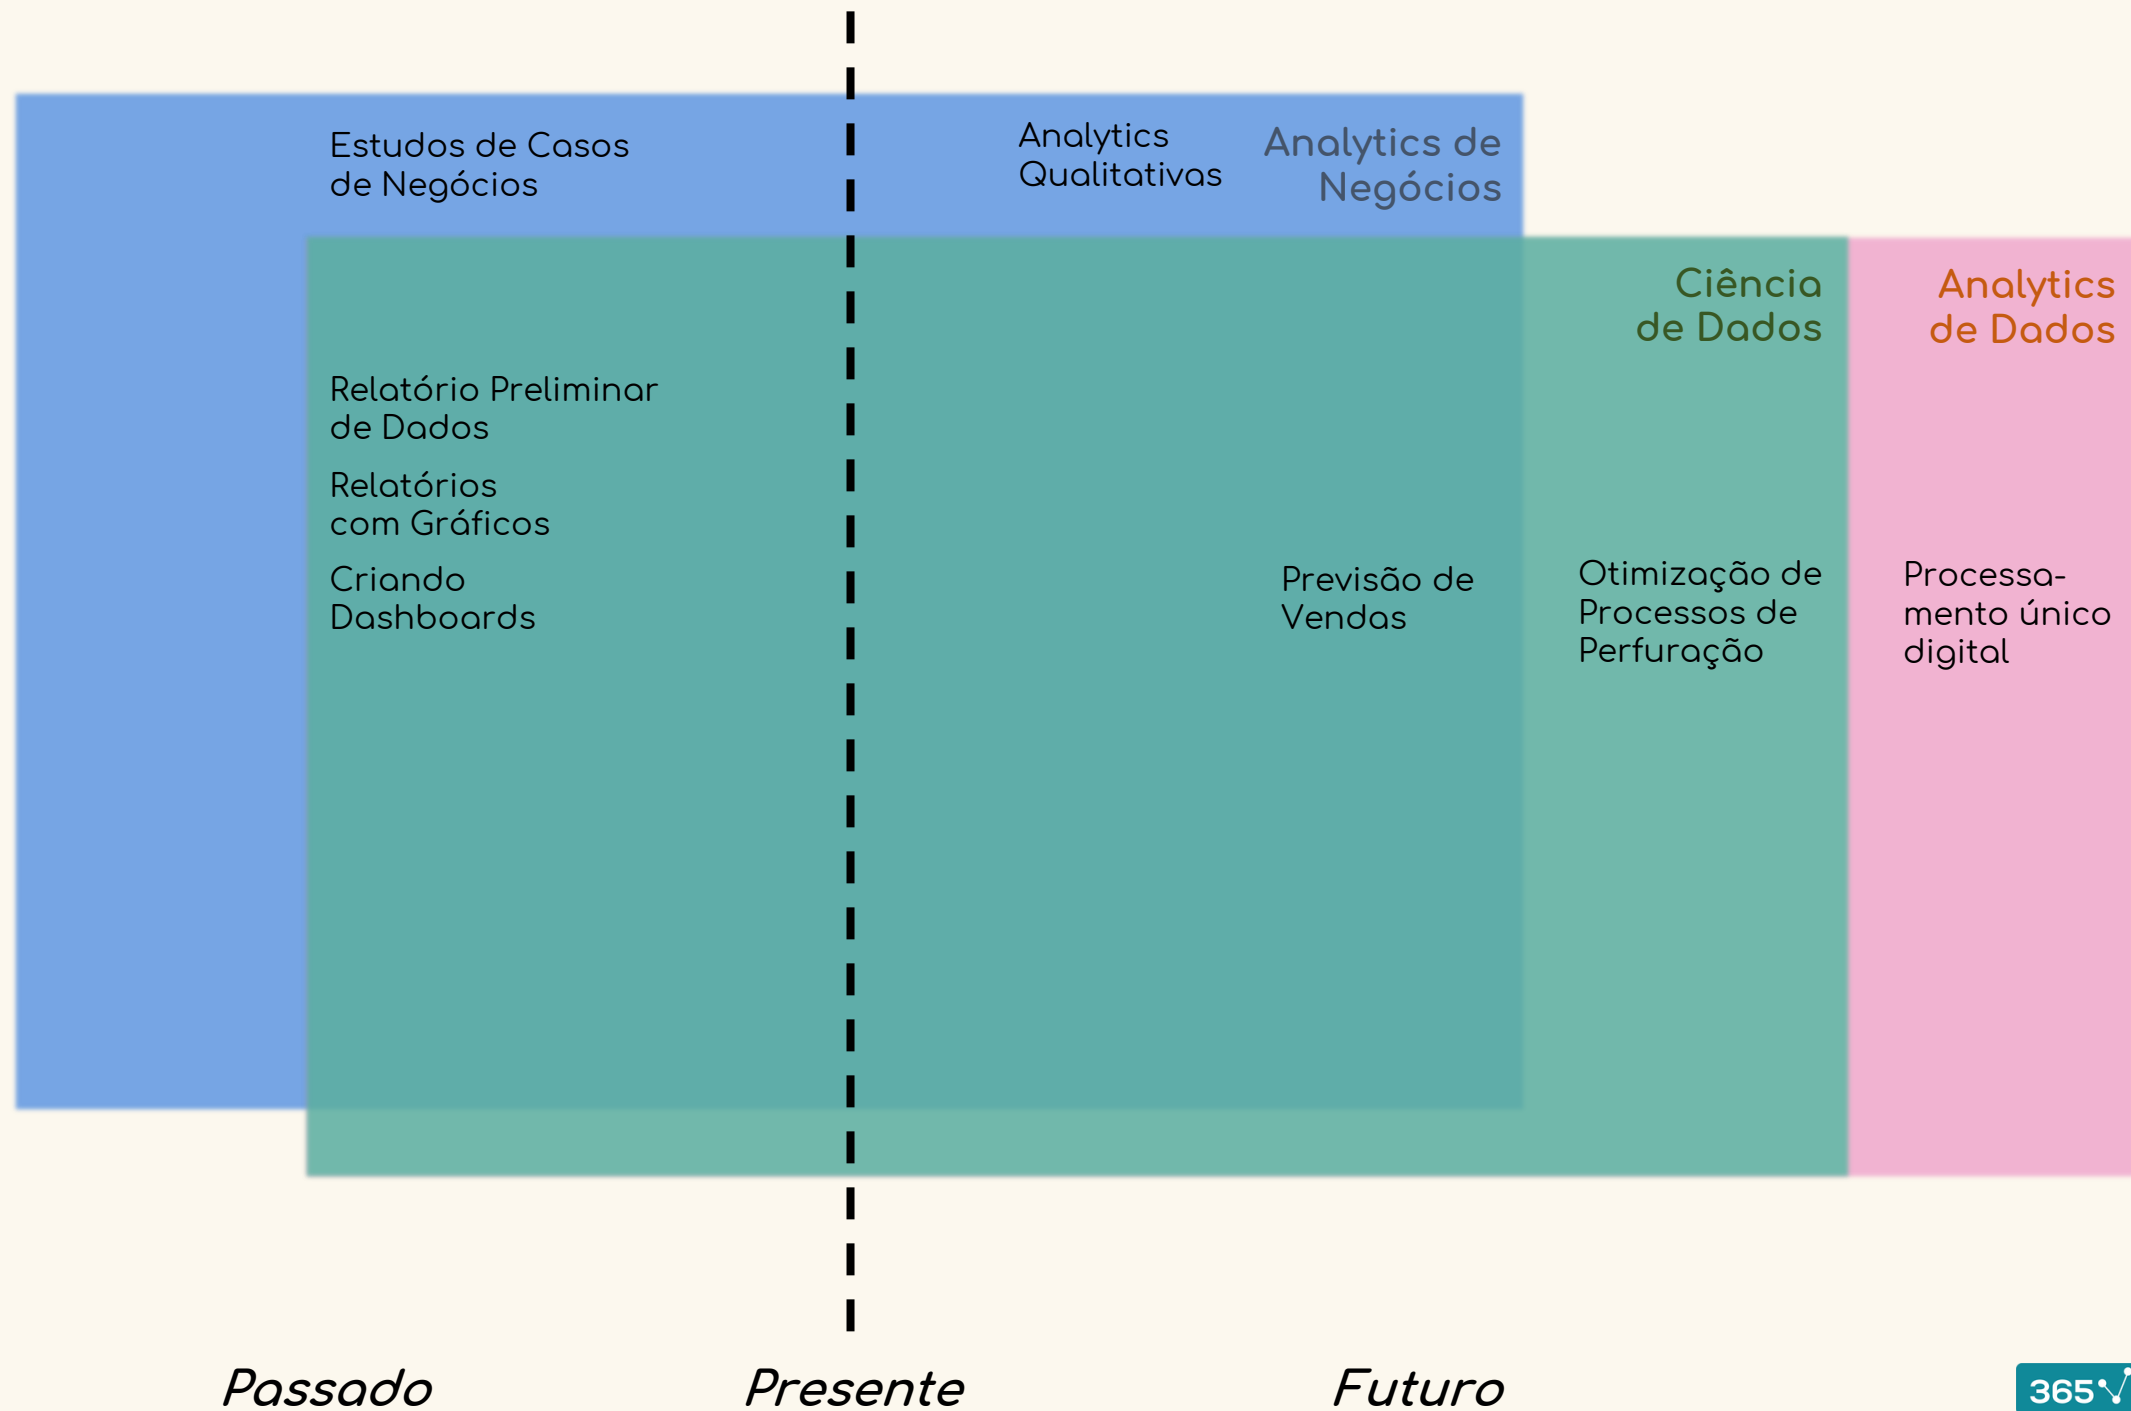 Estudos de Casos
de Negócios
Analytics
Qualitativas
Analytics de
Negócios
Ciência
de Dados
Analytics
de Dados
Relatório Preliminar
de Dados
Relatórios
com Gráficos
Criando
Dashboards
Previsão de
Vendas
Otimização de
Processos de
Perfuração
Processa-
mento único
digital
Passado
Presente
Futuro
365